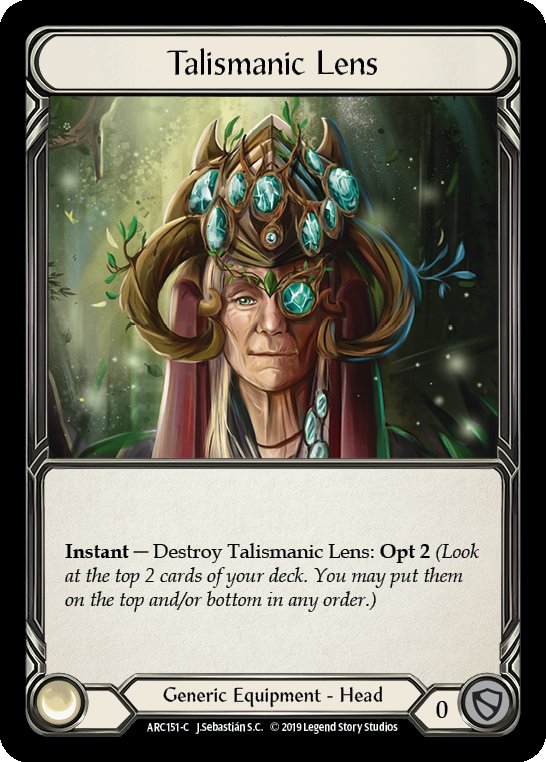 Talismanic Lens
Instant — Destroy Talismanic Lens: Opt 2 (Look
at the top 2 cards of your deck. You may put them
on the top and/or bottom in any order.)
Generic Equipment - Head
0
ARC151-C J.Sebastián S.C. © 2019 Legend Story Studios